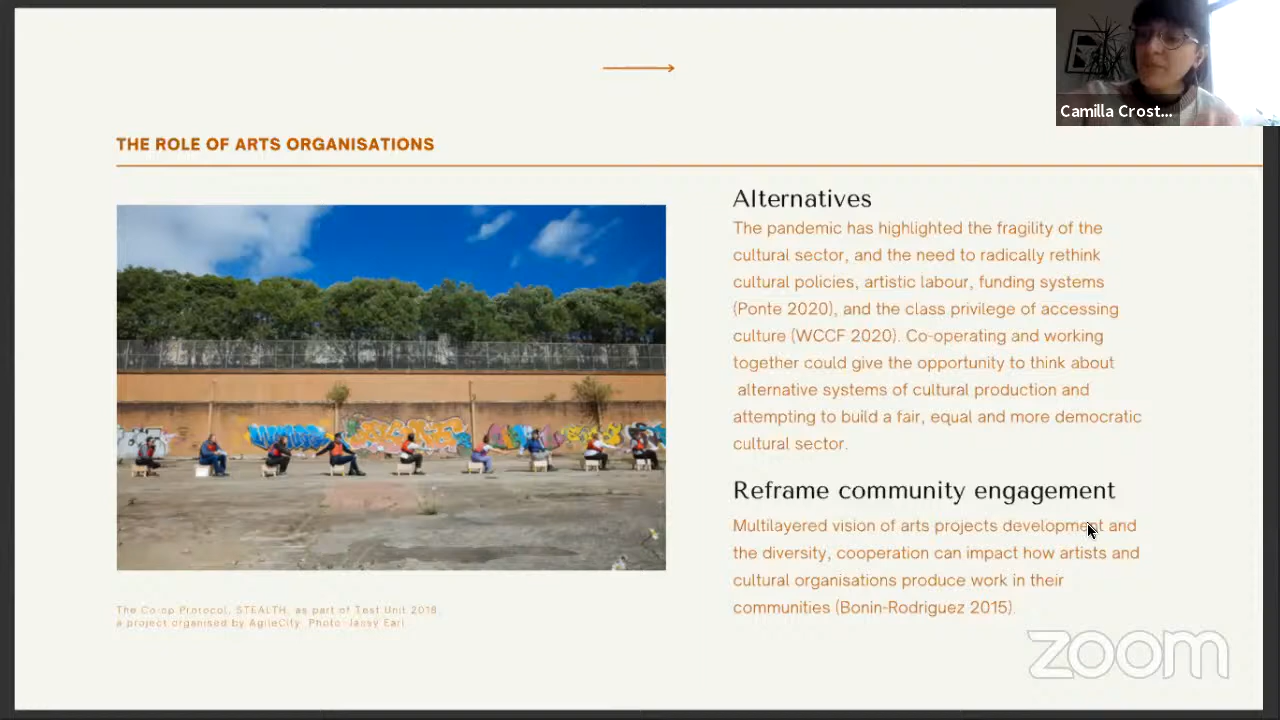 Camilla Crost...
THE ROLE OF ARTS ORGANISATIONS
Alternatives
The pandemic has highlighted the fragility of the
cultural sector, and the need to radically rethink
cultural policies, artistic labour, funding systems
(Ponte 2020), and the class privilege of accessing
culture (WCCF 2020). Co-operating and working
together could give the opportunity to think about
alternative systems of cultural production and
attempting to build a fair, equal and more democratic
cultural sector.
Reframe community engagement
Multilayered vision of arts projects development and
the diversity, cooperation can impact how artists and
cultural organisations produce work in their
communities (Bonin-Rodriguez 2015).
The Co-op Protocol, STEALTH, as part of Test Unit 2018,
a project organised by AgileCity. Photo: Jassy Earl
zoom